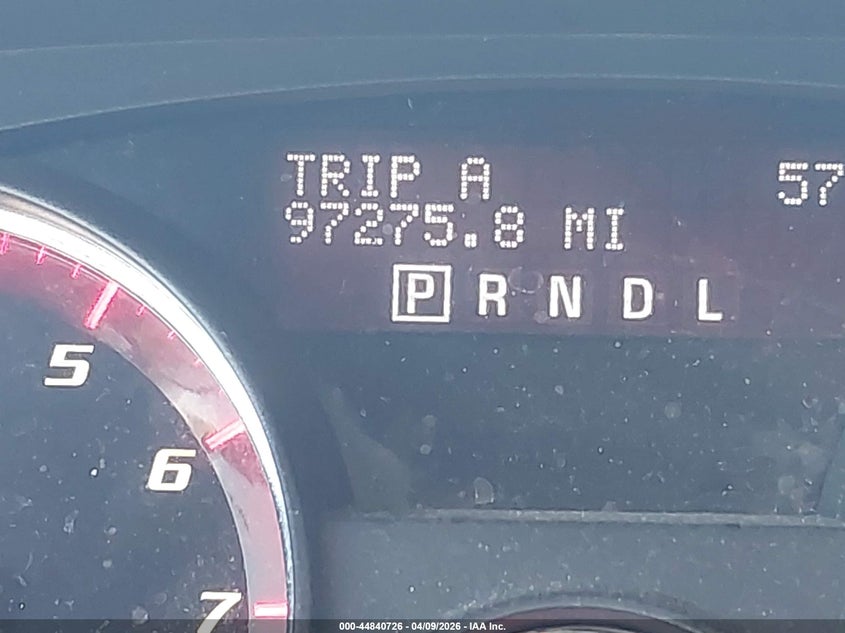 TRIP A 57
97275.8 MI
P R N D L
5
6
7
000-44840726 - 04/09/2026 - IAA Inc.